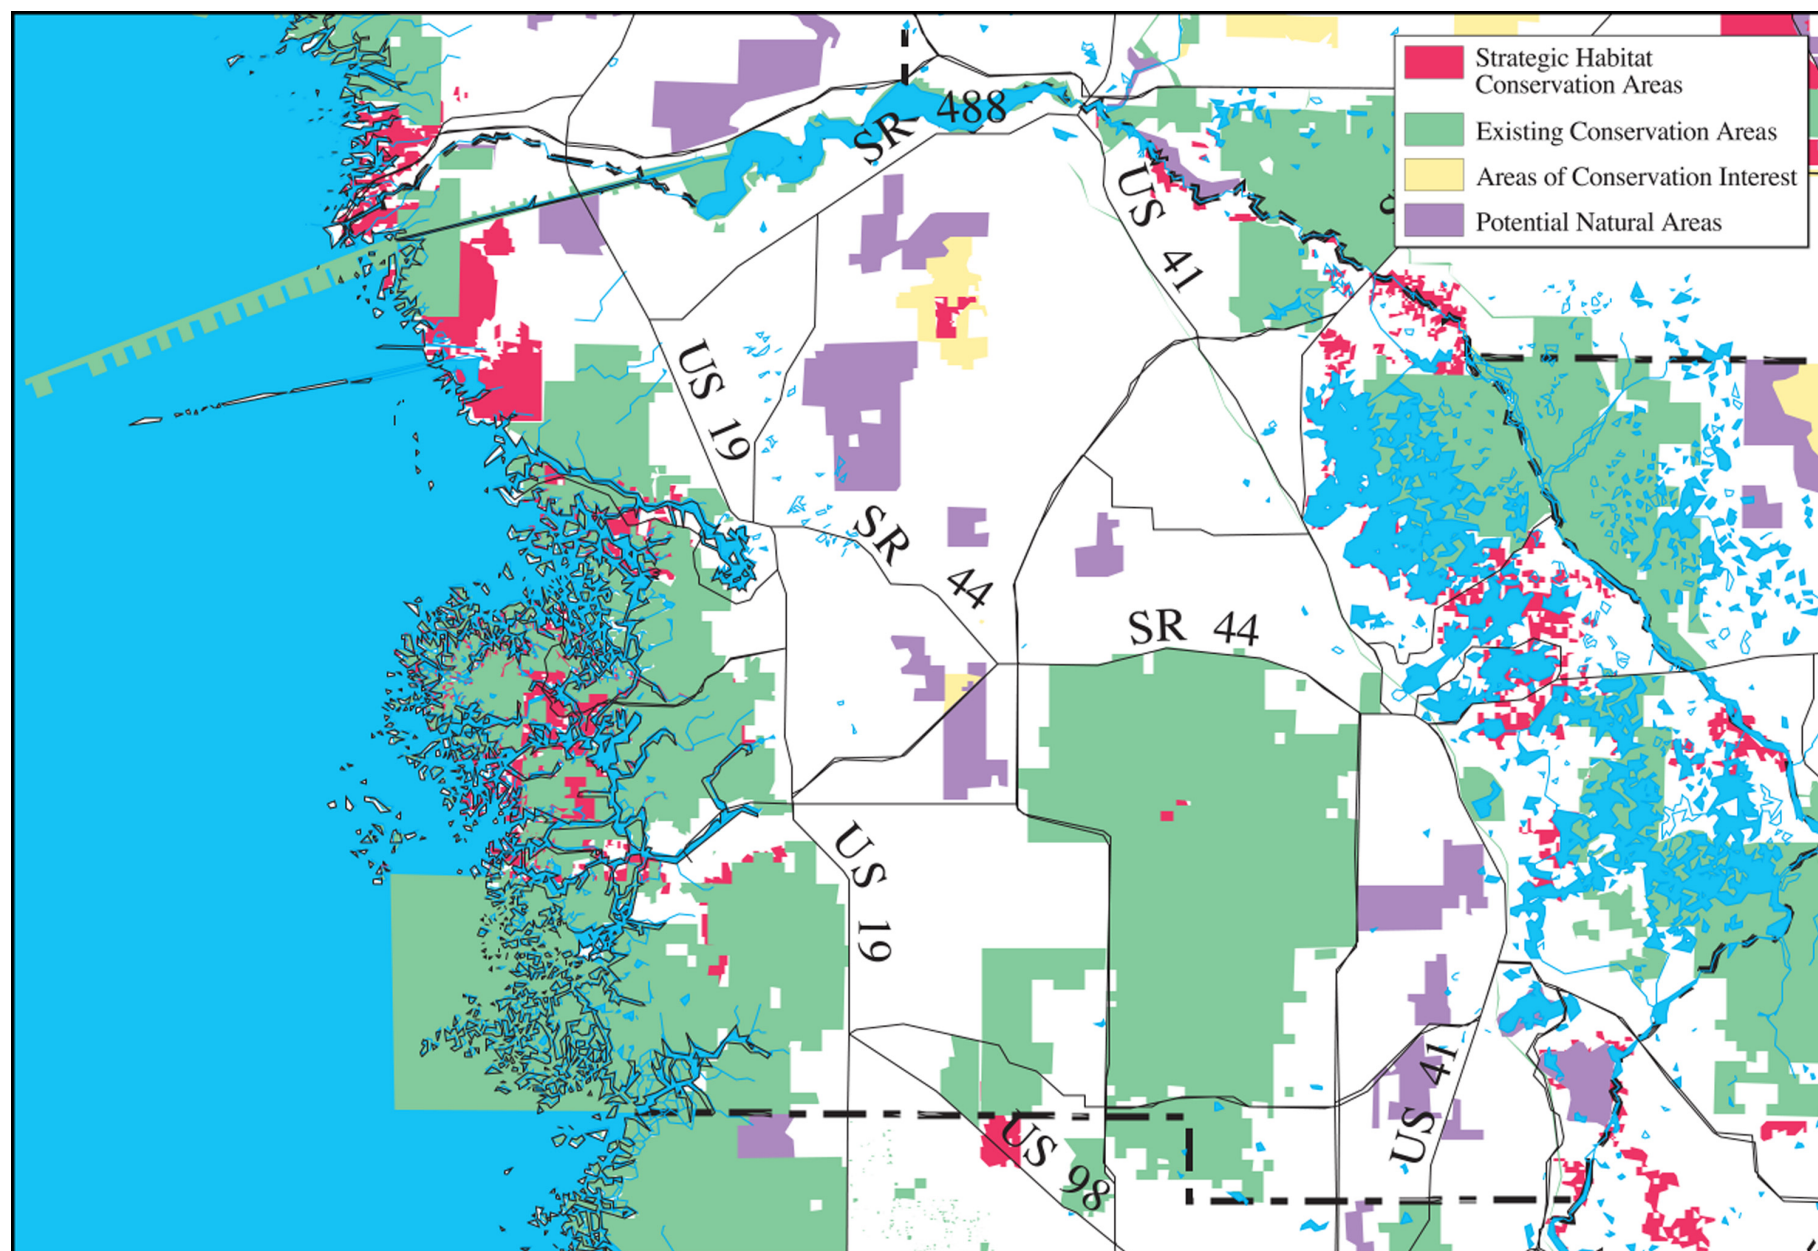 Strategic Habitat
Conservation Areas
Existing Conservation Areas
Areas of Conservation Interest
Potential Natural Areas
SR 488
US 41
US 19
SR 44
SR 44
US 19
US 41
US 98